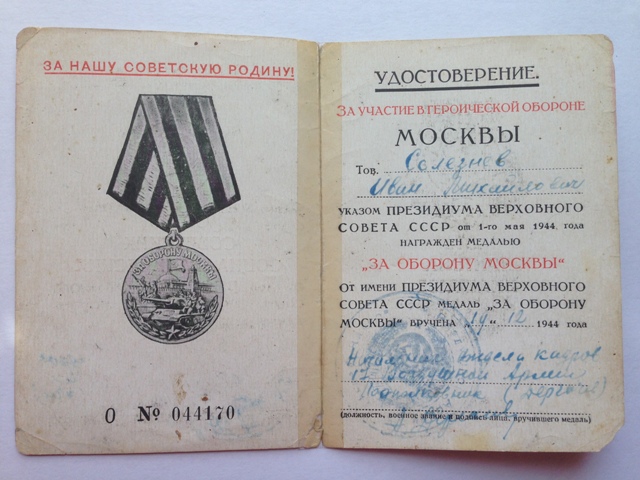 ЗА НАШУ СОВЕТСКУЮ РОДИНУ!
ЗА ОБОРОНУ МОСКВЫ
О № 044170
УДОСТОВЕРЕНИЕ.
ЗА УЧАСТИЕ В ГЕРОИЧЕСКОЙ ОБОРОНЕ
МОСКВЫ
Тов. Селезнев
Иван Михайлович
УКАЗОМ ПРЕЗИДИУМА ВЕРХОВНОГО
СОВЕТА СССР от 1-го мая 1944 года
НАГРАЖДЕН МЕДАЛЬЮ
„ЗА ОБОРОНУ МОСКВЫ“
От имени ПРЕЗИДИУМА ВЕРХОВНОГО
СОВЕТА СССР МЕДАЛЬ „ЗА ОБОРОНУ
МОСКВЫ“ ВРУЧЕНА 19 “ 12 1944 года
Начальник отдела кадров
17 Воздушной Армии
Подполковник
(должность, военное звание и подпись лица, вручившего медаль)